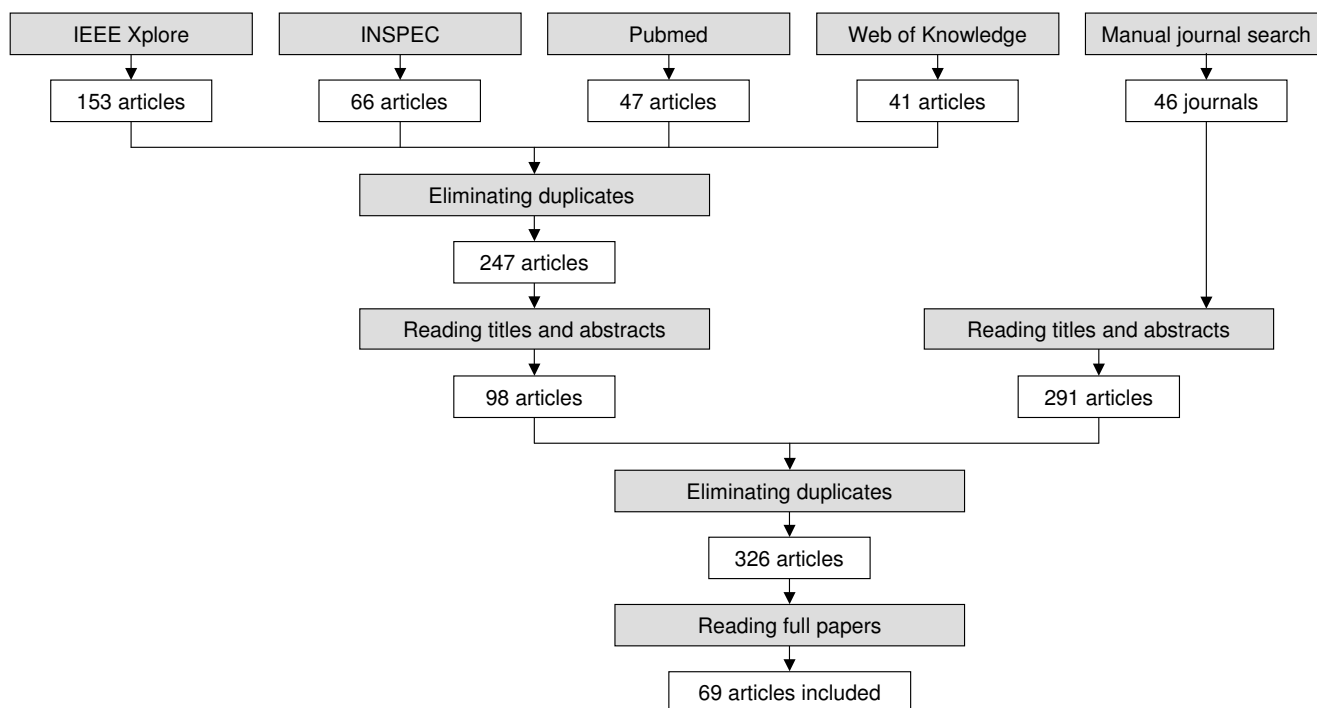 IEEE Xplore
INSPEC
Pubmed
Web of Knowledge
Manual journal search
153 articles
66 articles
47 articles
41 articles
46 journals
Eliminating duplicates
247 articles
Reading titles and abstracts
Reading titles and abstracts
98 articles
291 articles
Eliminating duplicates
326 articles
Reading full papers
69 articles included